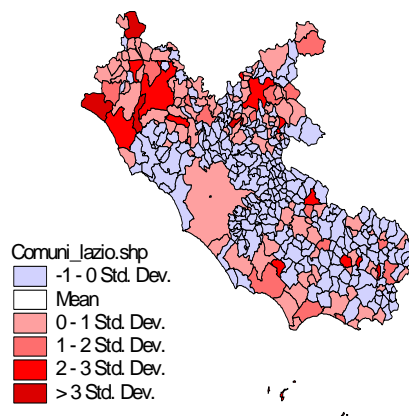 Comuni_lazio.shp
-1 - 0 Std. Dev.
Mean
0 - 1 Std. Dev.
1 - 2 Std. Dev.
2 - 3 Std. Dev.
> 3 Std. Dev.